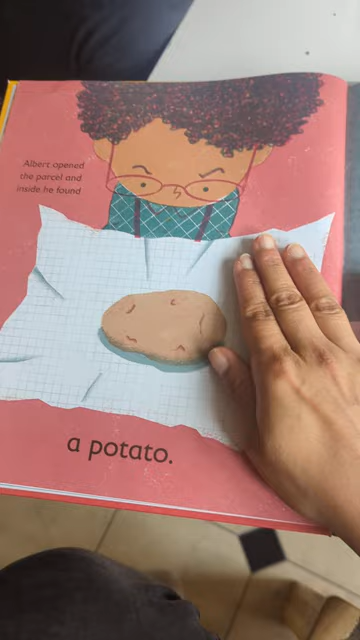 Albert opened
the parcel and
inside he found
a potato.